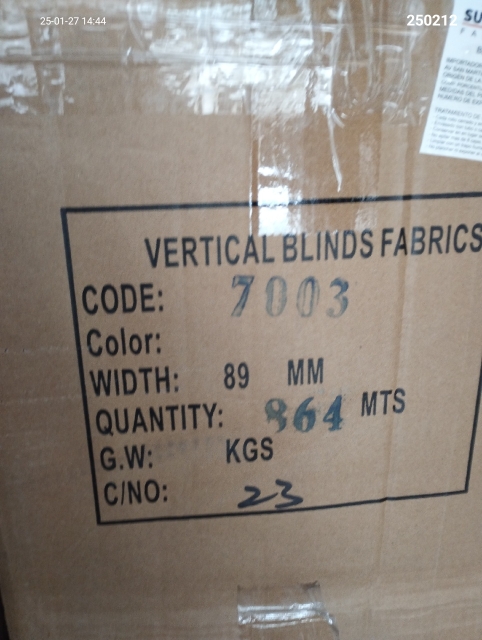 25-01-27 14:44
250212
SU
VERTICAL BLINDS FABRICS
CODE: 7003
Color:
WIDTH: 89 MM
QUANTITY: 864 MTS
G.W: KGS
C/NO: 23